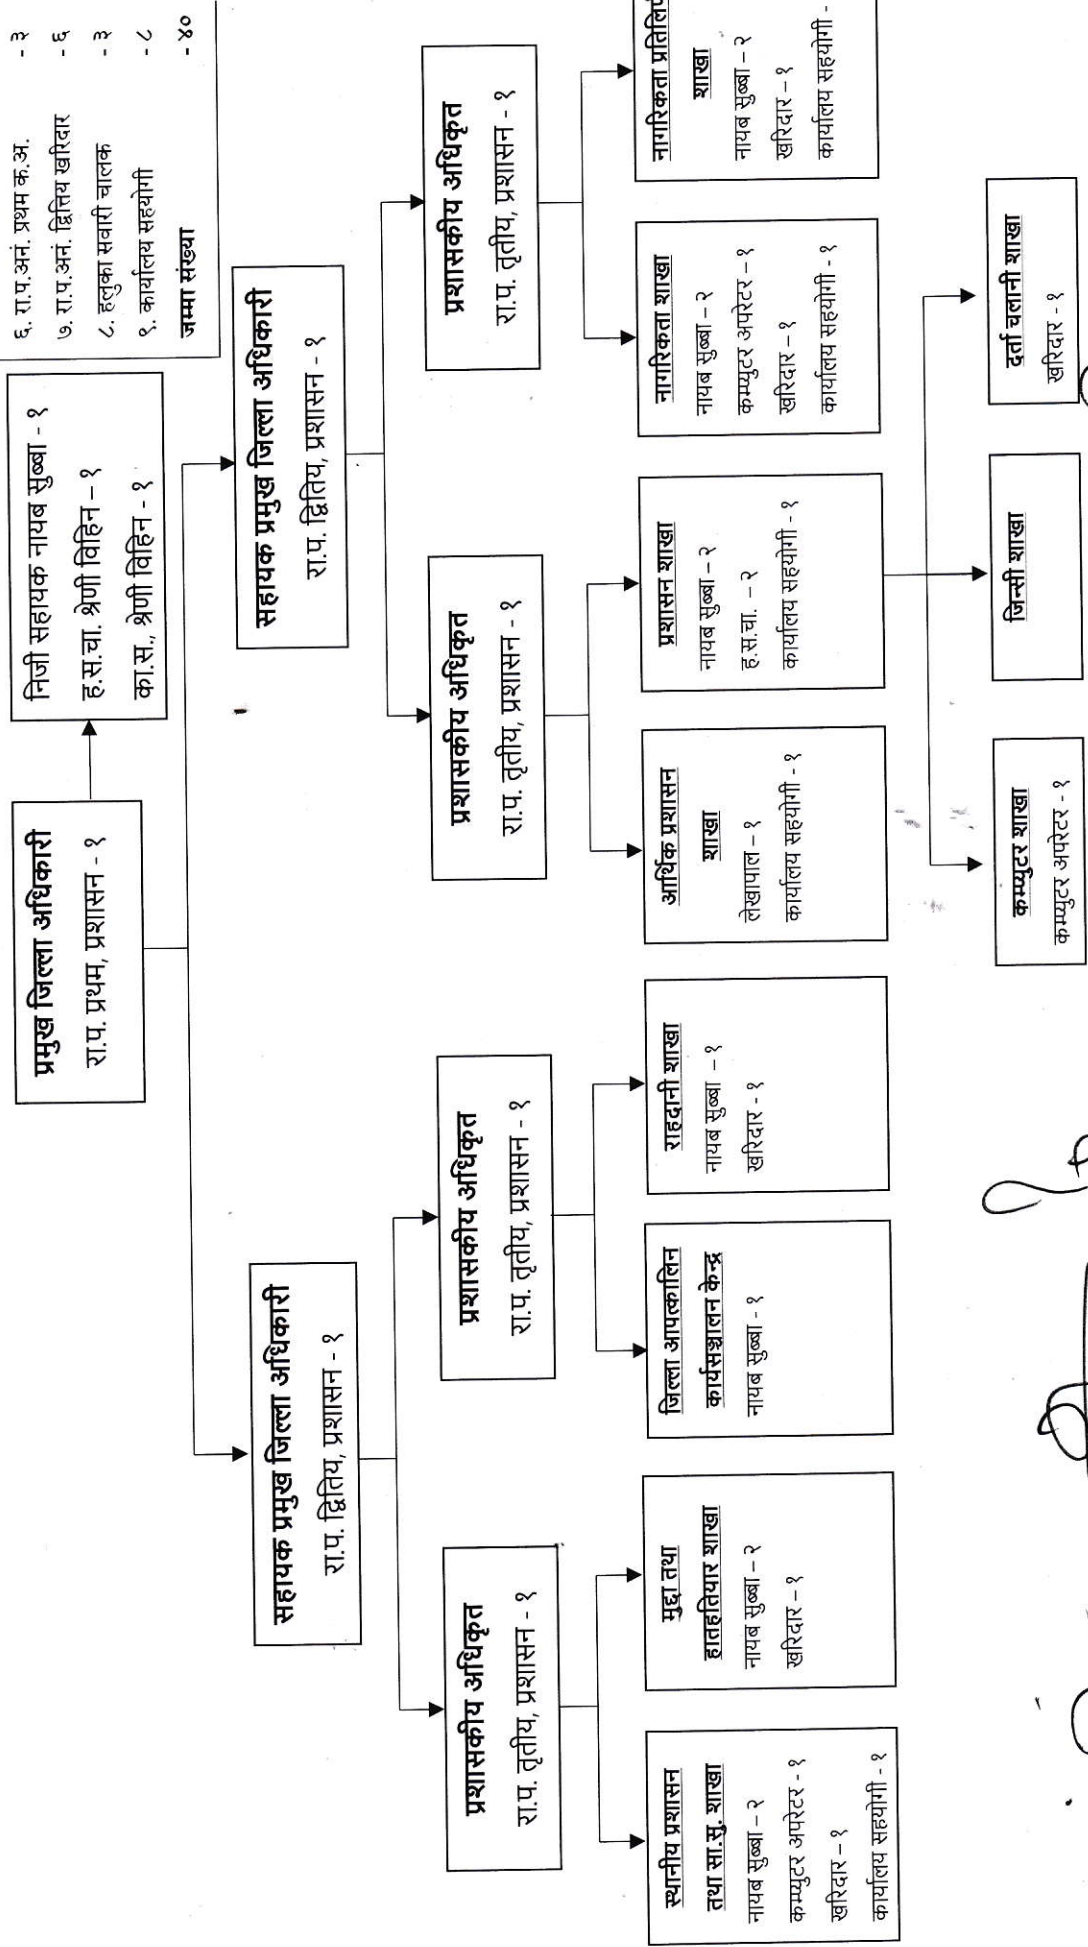 ६. रा.प.अनं. प्रथम क.अ. - ३
७. रा.प.अनं. द्वित्तिय खरिदार - ६
८. हलुका सवारी चालक - ३
९. कार्यालय सहयोगी - ८
जम्मा संख्या - ४०
प्रमुख जिल्ला अधिकारी
रा.प. प्रथम, प्रशासन - १
निजी सहायक नायब सुब्बा - १
ह.स.चा. श्रेणी विहिन – १
का.स., श्रेणी विहिन - १
सहायक प्रमुख जिल्ला अधिकारी
रा.प. द्वितिय, प्रशासन - १
सहायक प्रमुख जिल्ला अधिकारी
रा.प. द्वितिय, प्रशासन - १
प्रशासकीय अधिकृत
रा.प. तृतीय, प्रशासन - १
प्रशासकीय अधिकृत
रा.प. तृतीय, प्रशासन - १
प्रशासकीय अधिकृत
रा.प. तृतीय, प्रशासन - १
प्रशासकीय अधिकृत
रा.प. तृतीय, प्रशासन - १
स्थानीय प्रशासन
तथा सा.सु. शाखा
नायब सुब्बा – २
कम्प्युटर अपरेटर - १
खरिदार – १
कार्यालय सहयोगी - १
मुद्दा तथा
हातहतियार शाखा
नायब सुब्बा – २
खरिदार – १
जिल्ला आपत्कालिन
कार्यसञ्चालन केन्द्र
नायब सुब्बा - १
राहदानी शाखा
नायब सुब्बा – १
खरिदार - १
आर्थिक प्रशासन
शाखा
लेखापाल – १
कार्यालय सहयोगी - १
प्रशासन शाखा
नायब सुब्बा – २
ह.स.चा. – २
कार्यालय सहयोगी - १
नागरिकता शाखा
नायब सुब्बा – २
कम्प्युटर अपरेटर – १
खरिदार – १
कार्यालय सहयोगी - १
नागरिकता
शाखा
नायब सुब्बा – २
खरिदार – १
कार्यालय सहयोगी -
कम्प्युटर शाखा
कम्प्युटर अपरेटर - १
जिन्सी शाखा
दर्ता चलानी शाखा
खरिदार - १